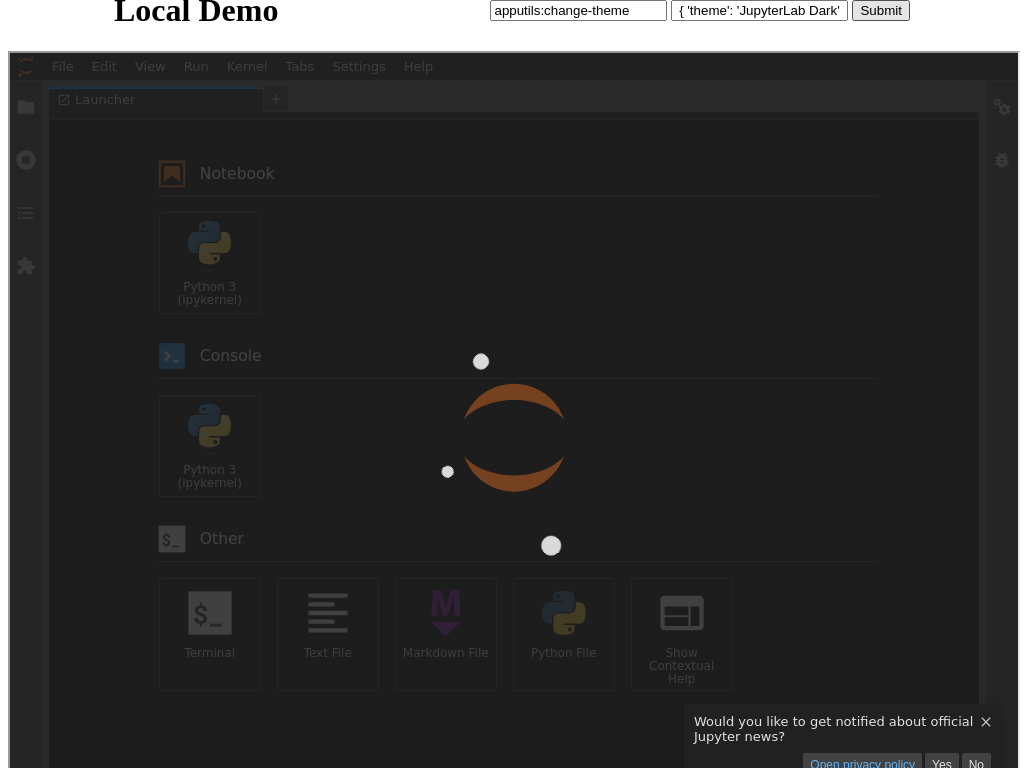 Local Demo
apputils:change-theme
{ 'theme': 'JupyterLab Dark'
Submit
File Edit View Run Kernel Tabs Settings Help
Launcher
+
Notebook
Python 3
(ipykernel)
Console
Python 3
(ipykernel)
$_ Other
$_
Terminal
Text File
M
Markdown File
Python File
Show
Contextual
Help
Would you like to get notified about official
Jupyter news?
Open privacy policy Yes No